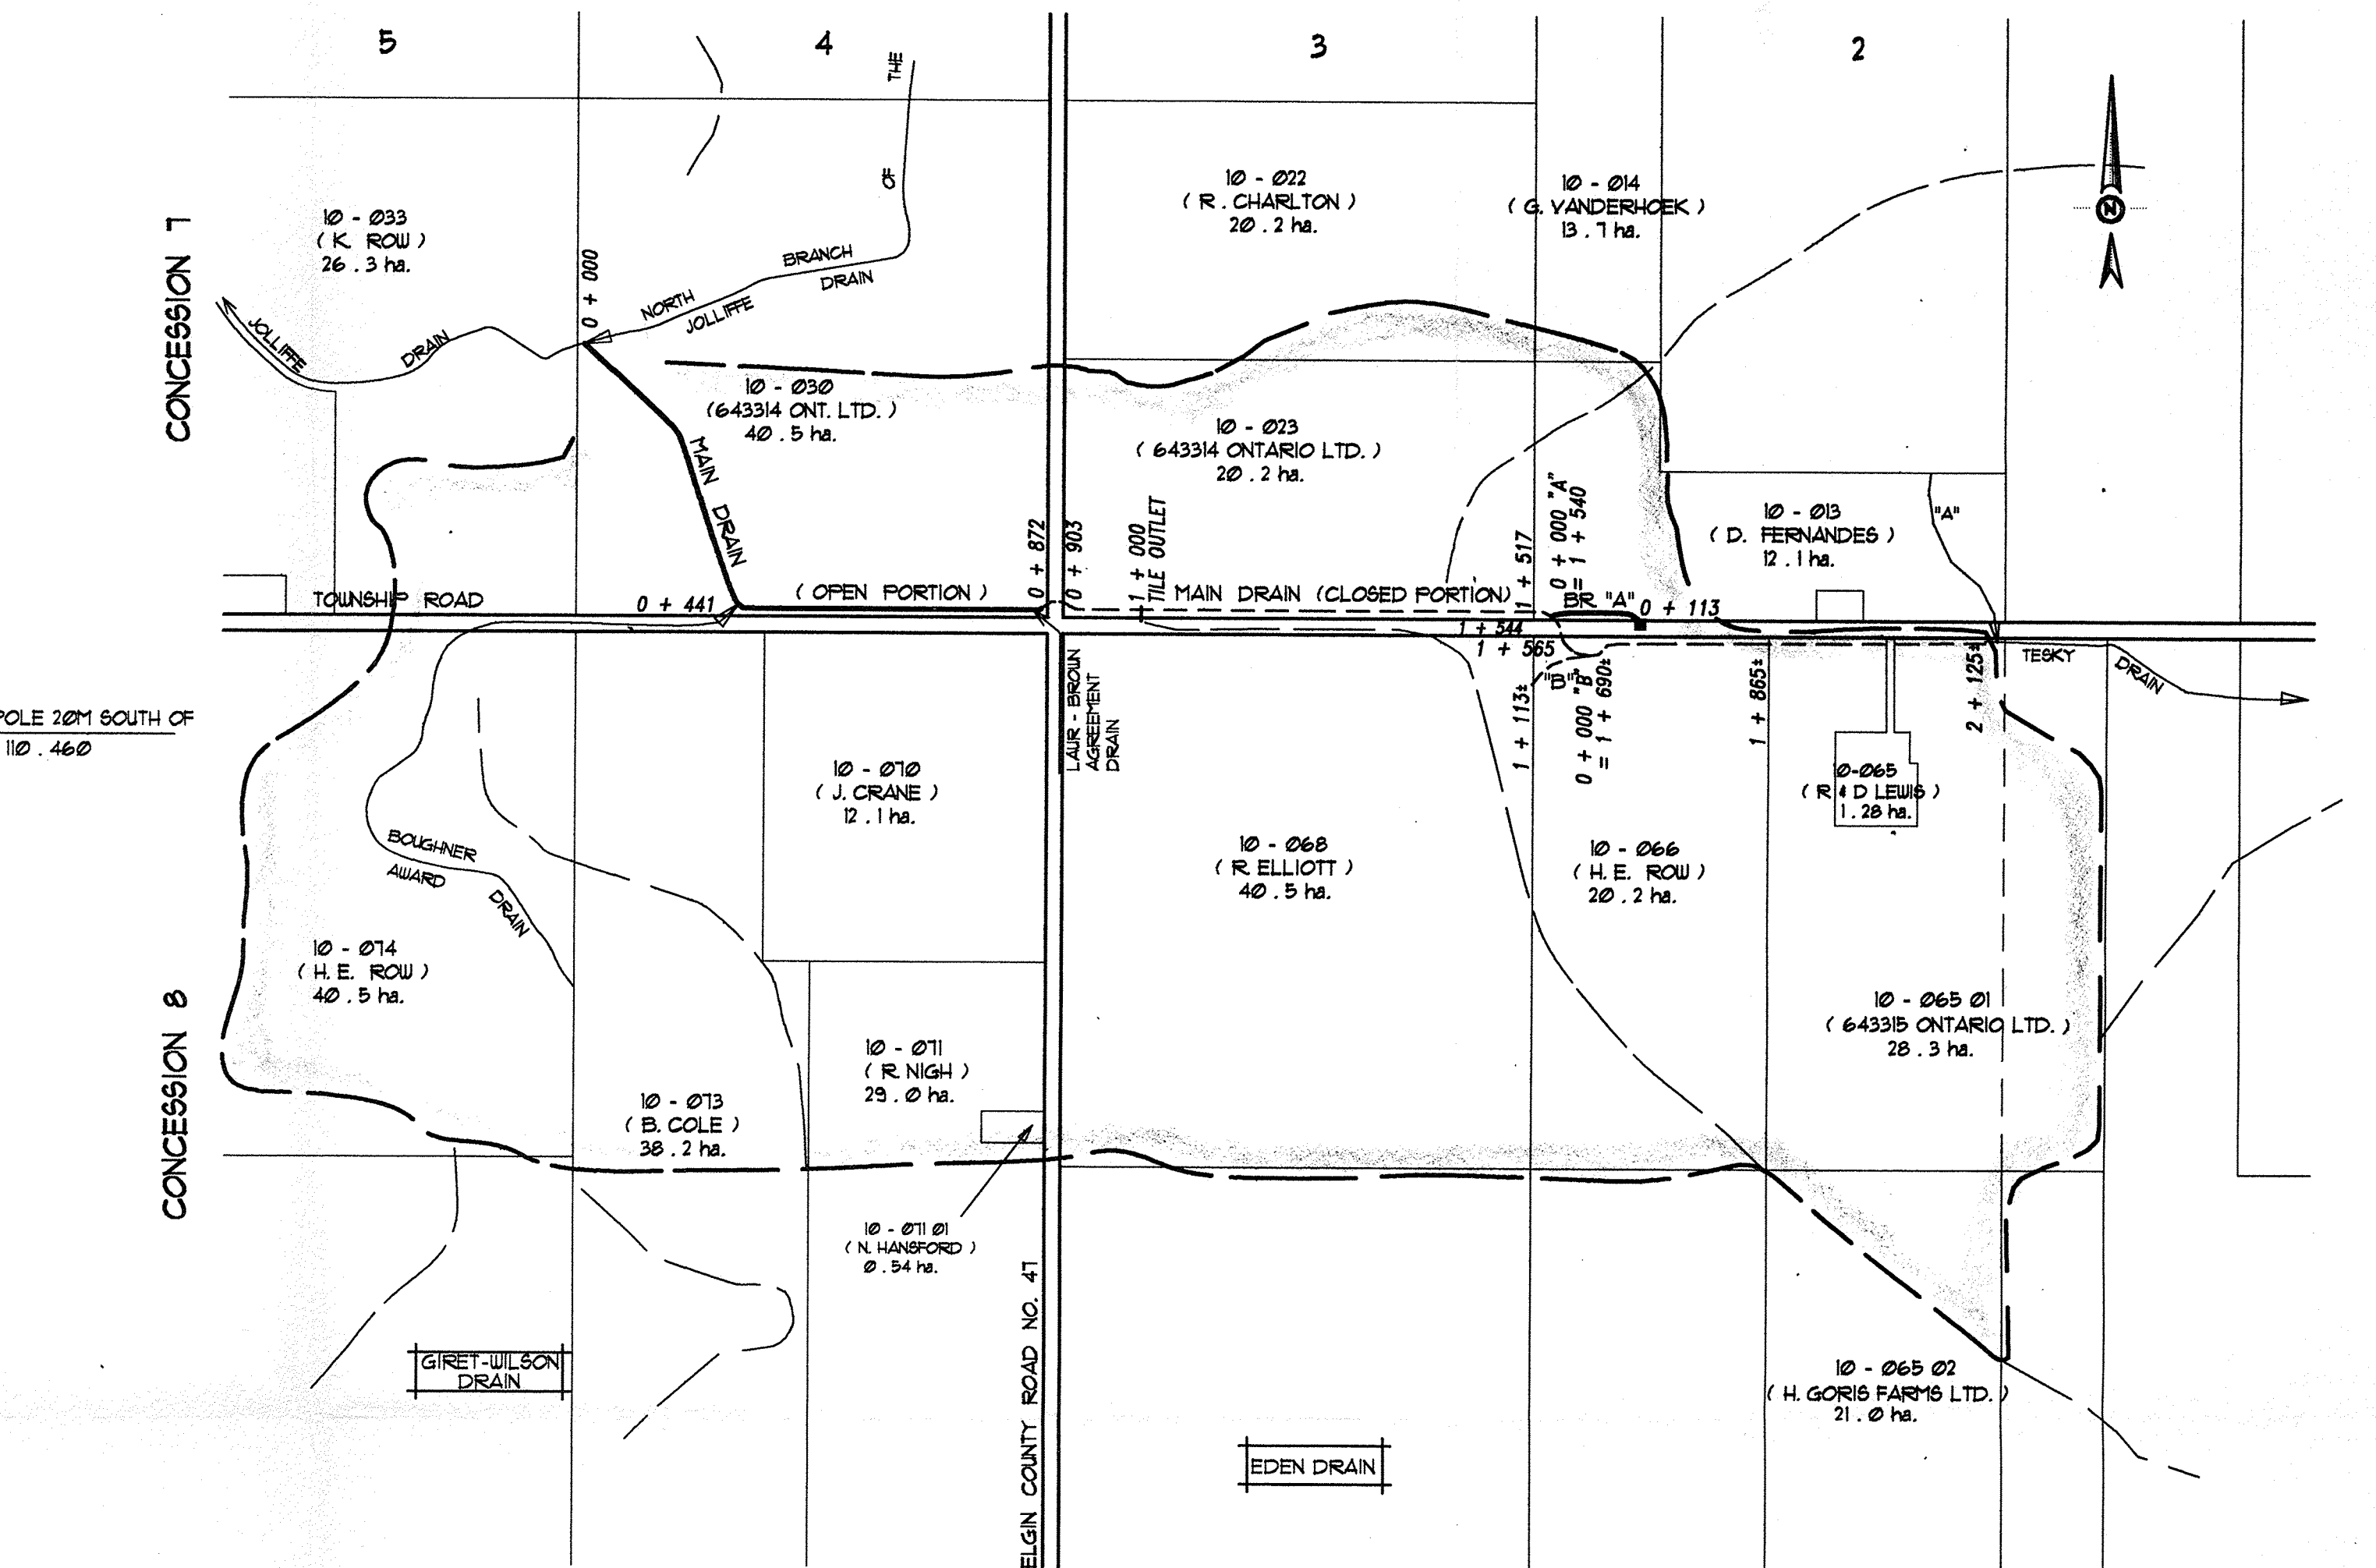 5
4
3
2
CONCESSION 7
CONCESSION 8
10 - 033
( K. ROW )
26 . 3 ha.
0 + 000
THE
OF
BRANCH
DRAIN
NORTH
JOLLIFFE
JOLLIFFE
DRAIN
10 - 022
( R. CHARLTON )
20 . 2 ha.
10 - 014
( G. VANDERHOEK )
13 . 7 ha.
N
10 - 030
(643314 ONT. LTD. )
40 . 5 ha.
MAIN DRAIN
10 - 023
( 643314 ONTARIO LTD. )
20 . 2 ha.
10 - 013
( D. FERNANDES )
12 . 1 ha.
"A"
0 + 872
0 + 903
1 + 000
TILE OUTLET
1 + 517
0 + 000 "A"
= 1 + 540
TOWNSHIP ROAD
0 + 441
( OPEN PORTION )
MAIN DRAIN (CLOSED PORTION)
BR "A"
0 + 113
1 + 544
1 + 565
"B"
1 + 113±
0 + 000 "B"
= 1 + 690±
1 + 865±
2 + 125±
TESKY
DRAIN
LAUR - BROWN
AGREEMENT
DRAIN
POLE 20M SOUTH OF
110 . 460
10 - 070
( J. CRANE )
12 . 1 ha.
0-065
( R & D LEWIS )
1. 28 ha.
BOUGHNER
AWARD
DRAIN
10 - 068
( R. ELLIOTT )
40 . 5 ha.
10 - 066
( H. E. ROW )
20 . 2 ha.
10 - 074
( H. E. ROW )
40 . 5 ha.
10 - 065 01
( 643315 ONTARIO LTD. )
28 . 3 ha.
10 - 071
( R. NIGH )
29 . 0 ha.
10 - 073
( B. COLE )
38 . 2 ha.
10 - 071 01
( N. HANSFORD )
0 . 54 ha.
ELGIN COUNTY ROAD NO. 47
GIRET-WILSON
DRAIN
10 - 065 02
( H. GORIS FARMS LTD. )
21 . 0 ha.
EDEN DRAIN